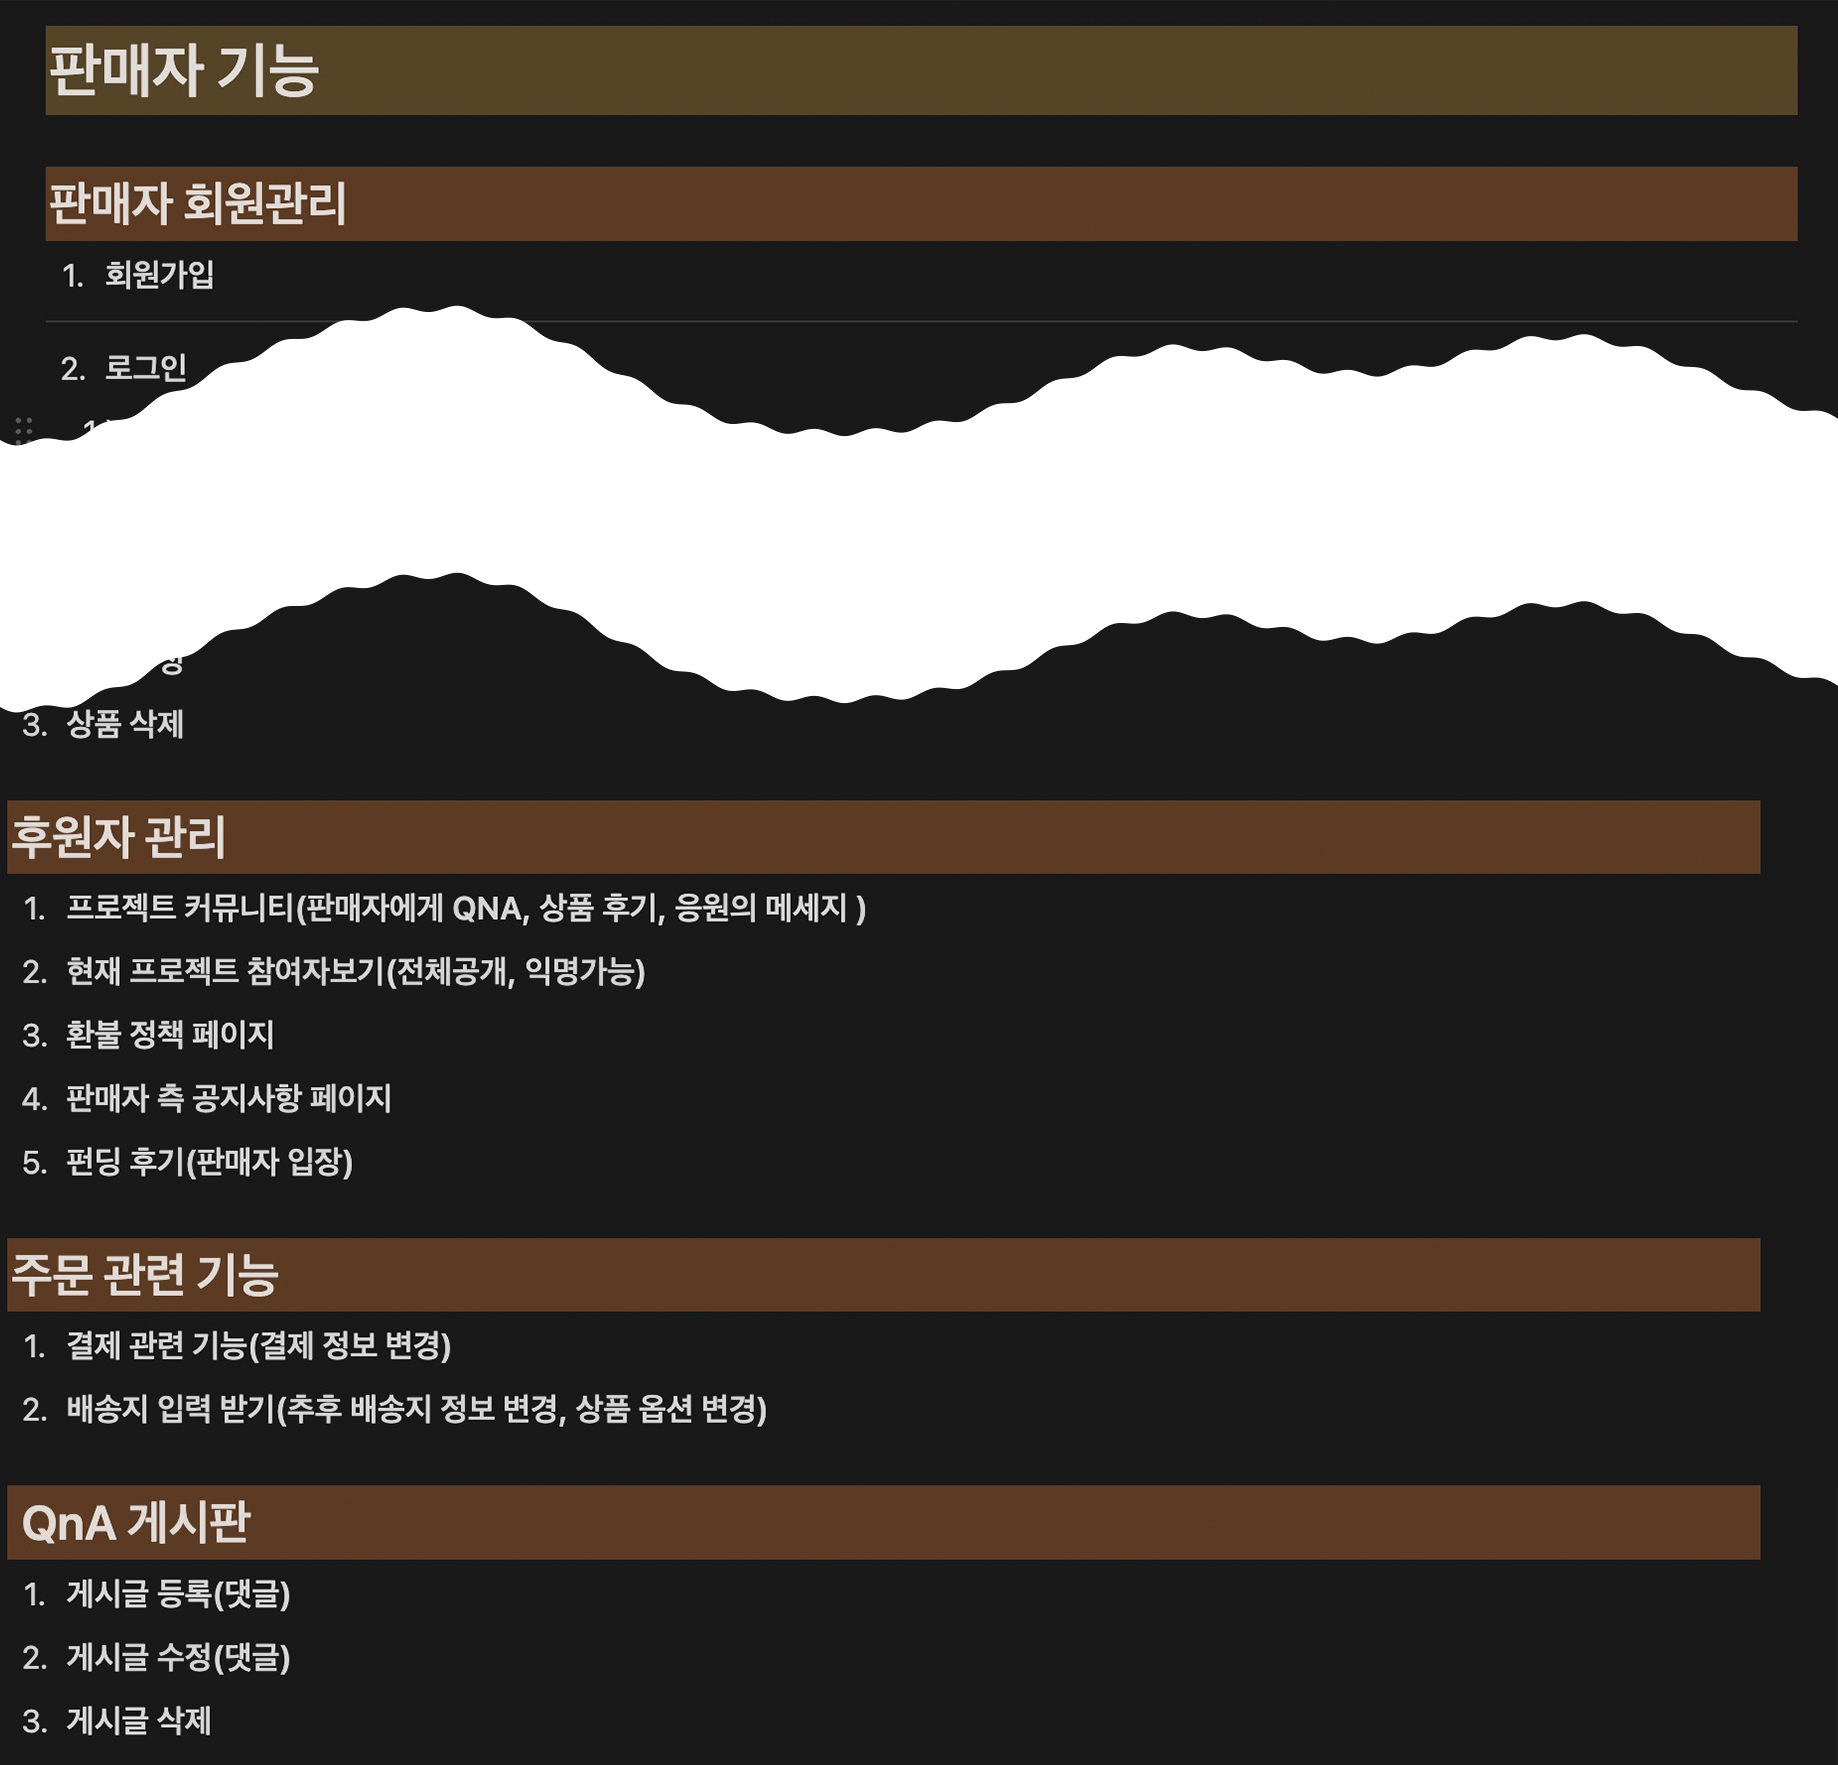 판매자 기능
판매자 회원관리
1. 회원가입
2. 로그인
3. 상품 삭제
후원자 관리
1. 프로젝트 커뮤니티(판매자에게 QNA, 상품 후기, 응원의 메세지 )
2. 현재 프로젝트 참여자보기(전체공개, 익명가능)
3. 환불 정책 페이지
4. 판매자 측 공지사항 페이지
5. 펀딩 후기(판매자 입장)
주문 관련 기능
1. 결제 관련 기능(결제 정보 변경)
2. 배송지 입력 받기(추후 배송지 정보 변경, 상품 옵션 변경)
QnA 게시판
1. 게시글 등록(댓글)
2. 게시글 수정(댓글)
3. 게시글 삭제